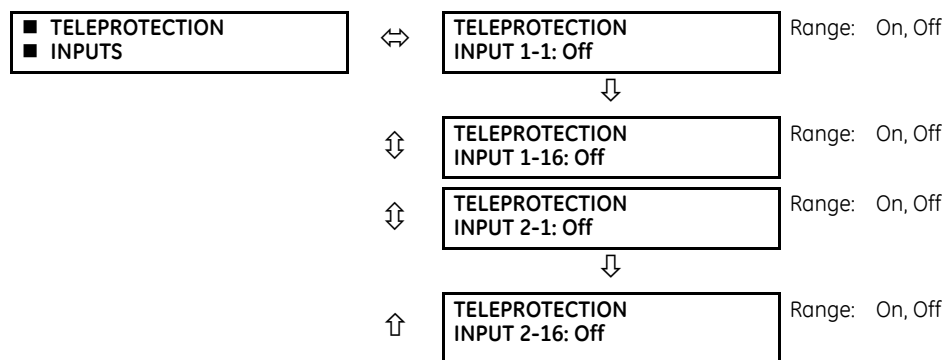 ■ TELEPROTECTION
■ INPUTS
TELEPROTECTION
INPUT 1-1: Off
Range: On, Off
TELEPROTECTION
INPUT 1-16: Off
Range: On, Off
TELEPROTECTION
INPUT 2-1: Off
Range: On, Off
TELEPROTECTION
INPUT 2-16: Off
Range: On, Off